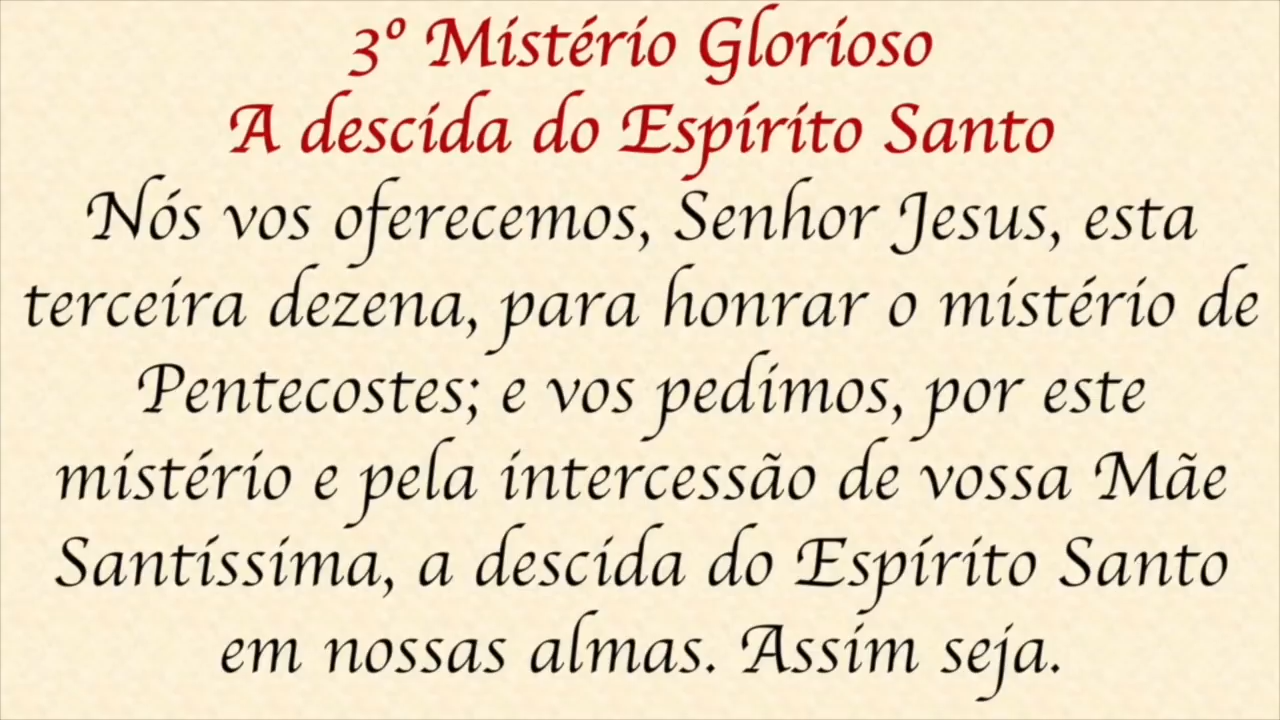 3º Mistério Glorioso
A descida do Espírito Santo
Nós vos oferecemos, Senhor Jesus, esta
terceira dezena, para honrar o mistério de
Pentecostes; e vos pedimos, por este
mistério e pela intercessão de vossa Mãe
Santíssima, a descida do Espírito Santo
em nossas almas. Assim seja.